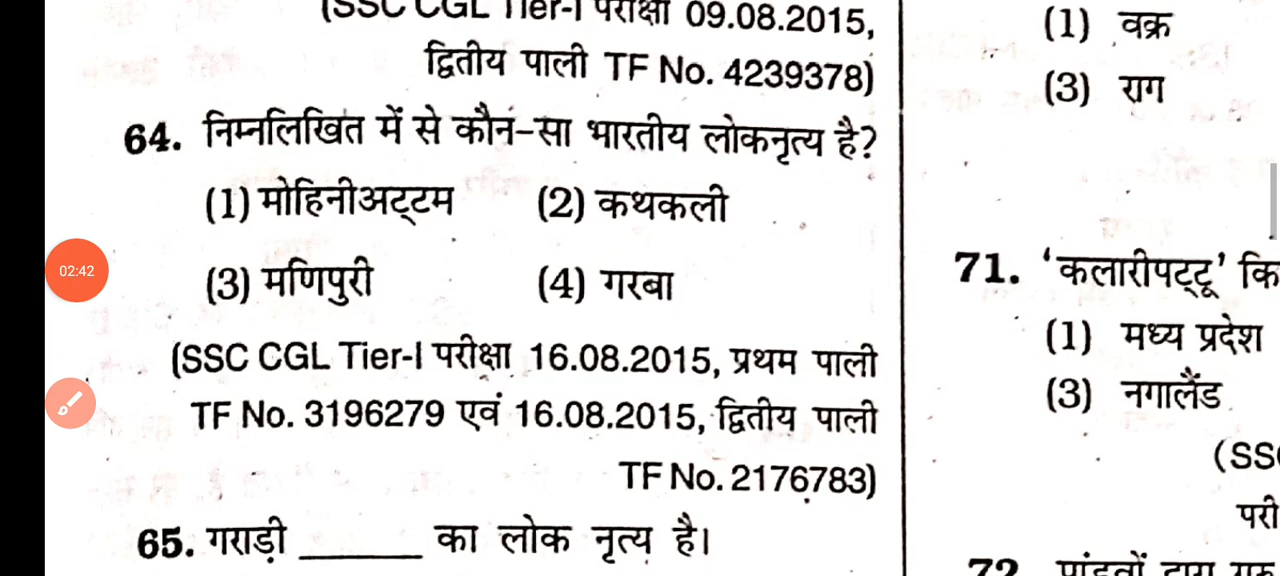 (SSC CGL Tier-I परीक्षा 09.08.2015,
द्वितीय पाली TF No. 4239378)
64. निम्नलिखित में से कौन-सा भारतीय लोकनृत्य है?
(1) मोहिनीअट्टम (2) कथकली
(3) मणिपुरी (4) गरबा
(SSC CGL Tier-I परीक्षा 16.08.2015, प्रथम पाली
TF No. 3196279 एवं 16.08.2015, द्वितीय पाली
TF No. 2176783)
65. गराड़ी ______ का लोक नृत्य है।
(1) वक्र
(3) राग
71. 'कलारीपट्टू' कि
(1) मध्य प्रदेश
(3) नगालैंड
(SS
परी
72
02:42